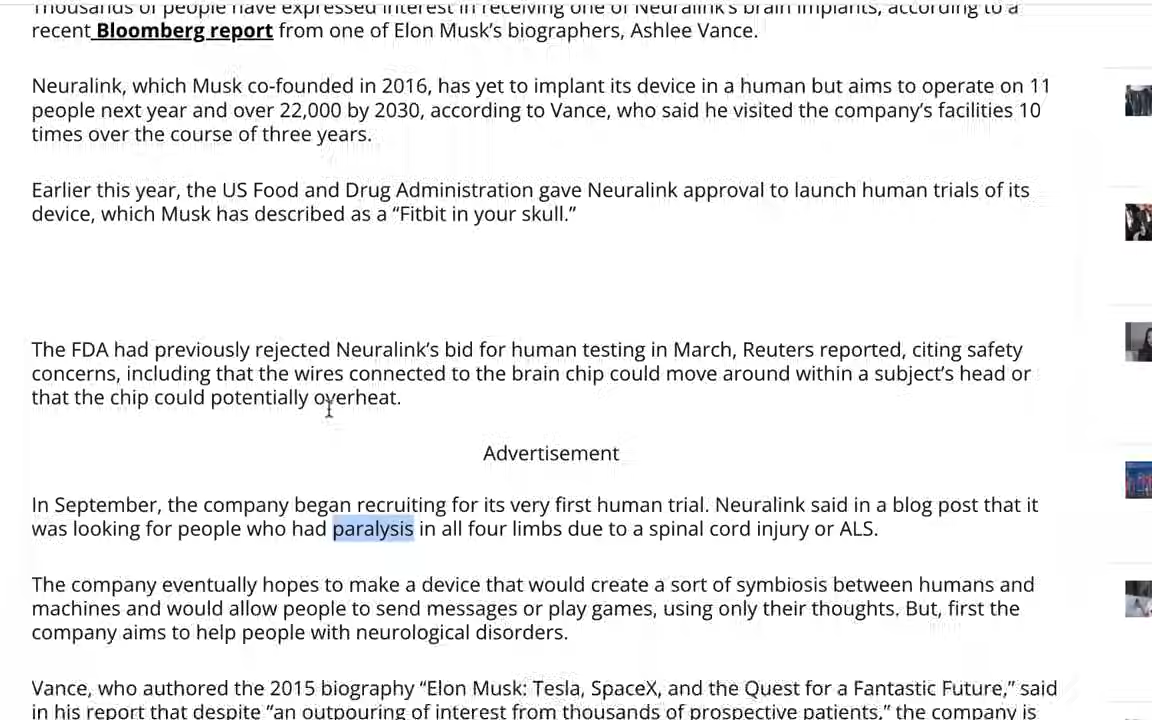 Thousands of people have expressed interest in receiving one of Neuralink's brain implants, according to a
recent Bloomberg report from one of Elon Musk’s biographers, Ashlee Vance.
Neuralink, which Musk co-founded in 2016, has yet to implant its device in a human but aims to operate on 11
people next year and over 22,000 by 2030, according to Vance, who said he visited the company’s facilities 10
times over the course of three years.
Earlier this year, the US Food and Drug Administration gave Neuralink approval to launch human trials of its
device, which Musk has described as a “Fitbit in your skull.”
The FDA had previously rejected Neuralink’s bid for human testing in March, Reuters reported, citing safety
concerns, including that the wires connected to the brain chip could move around within a subject’s head or
that the chip could potentially overheat.
Advertisement
In September, the company began recruiting for its very first human trial. Neuralink said in a blog post that it
was looking for people who had paralysis in all four limbs due to a spinal cord injury or ALS.
The company eventually hopes to make a device that would create a sort of symbiosis between humans and
machines and would allow people to send messages or play games, using only their thoughts. But, first the
company aims to help people with neurological disorders.
Vance, who authored the 2015 biography “Elon Musk: Tesla, SpaceX, and the Quest for a Fantastic Future,” said
in his report that despite “an outpouring of interest from thousands of prospective patients,” the company is